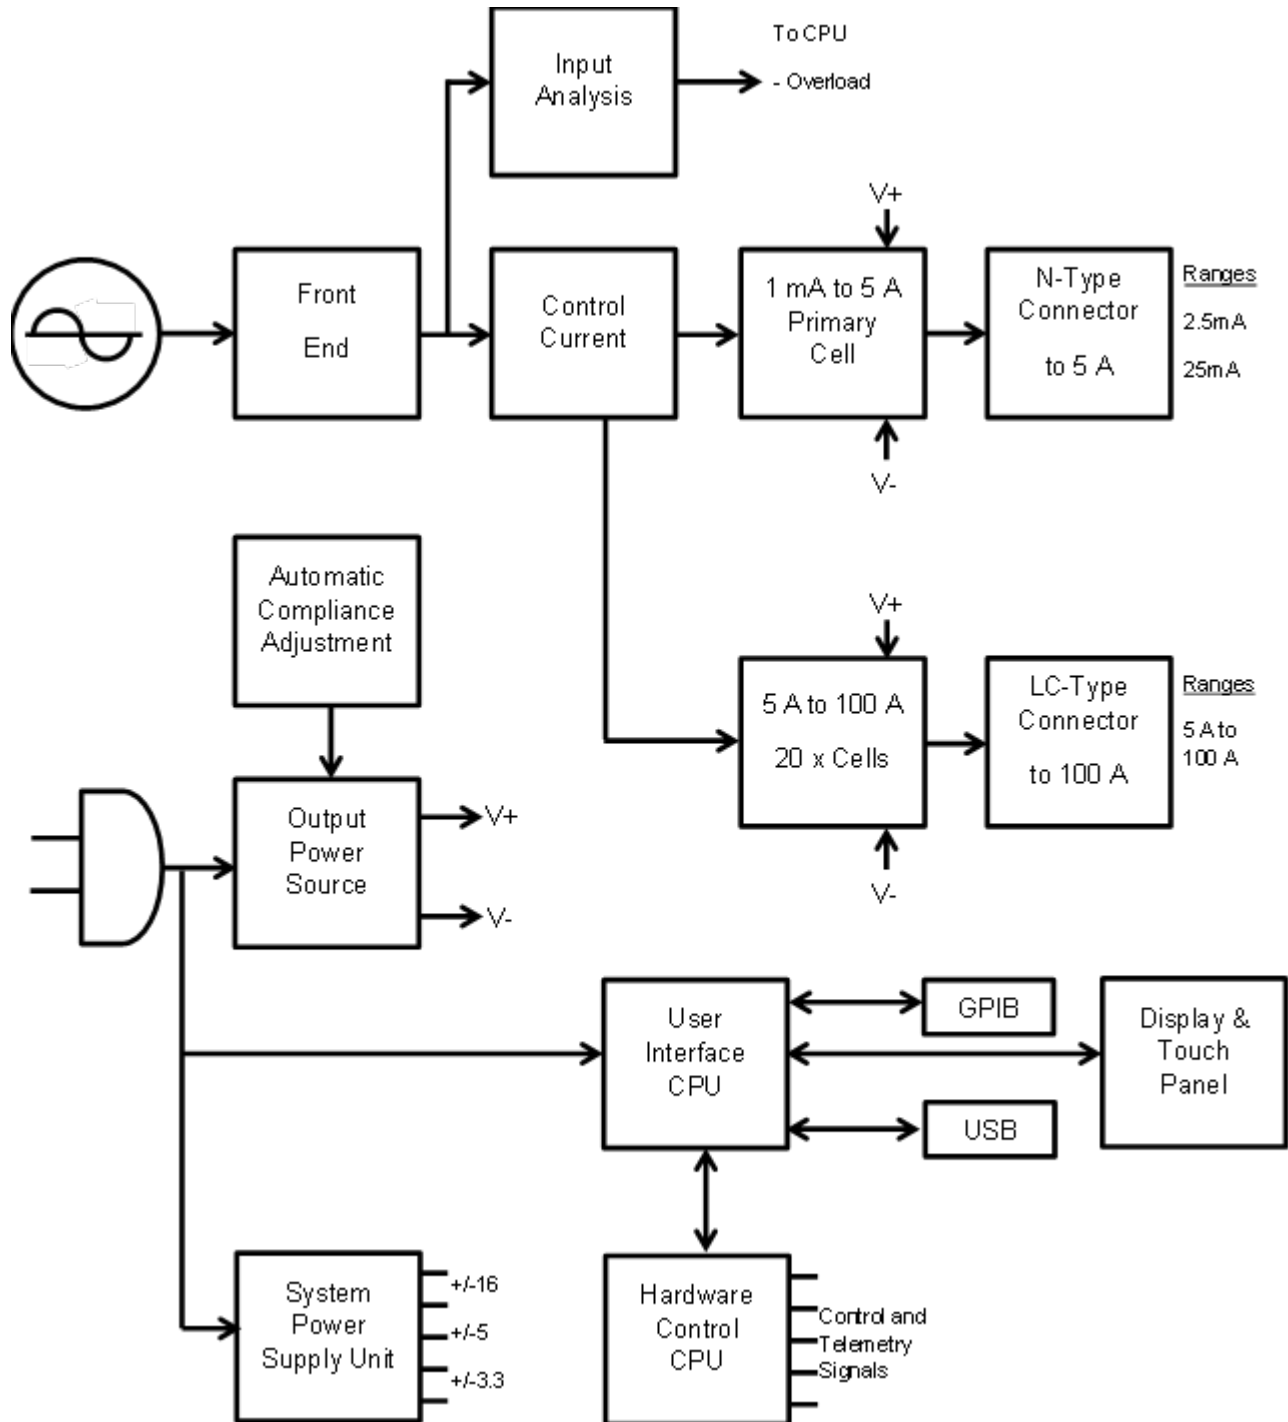 Input
Analysis
To CPU
- Overload
Front
End
Control
Current
V+
1 mA to 5 A
Primary
Cell
V-
N-Type
Connector
to 5 A
Ranges
2.5mA
25mA
Automatic
Compliance
Adjustment
V+
5 A to 100 A
20 x Cells
V-
LC-Type
Connector
to 100 A
Ranges
5 A to
100 A
Output
Power
Source
V+
V-
User
Interface
CPU
GPIB
USB
Display &
Touch
Panel
System
Power
Supply Unit
+/-16
+/-5
+/-3.3
Hardware
Control
CPU
Control and
Telemetry
Signals